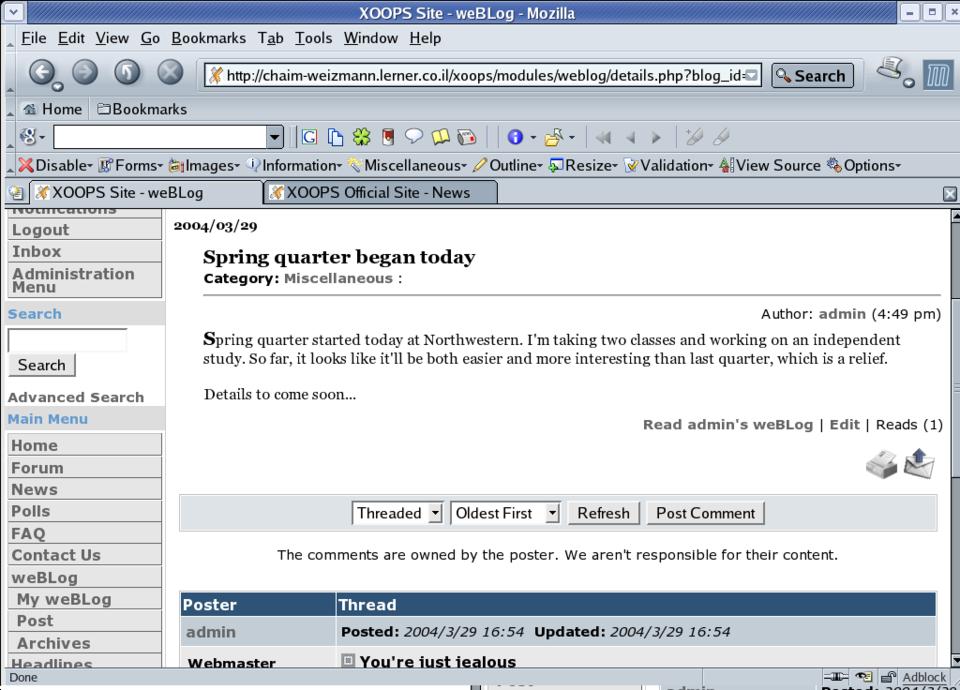 XOOPS Site - weBLog - Mozilla
File Edit View Go Bookmarks Tab Tools Window Help
http://chaim-weizmann.lerner.co.il/xoops/modules/weblog/details.php?blog_id= Search
Home Bookmarks
Disable Forms Images Information Miscellaneous Outline Resize Validation View Source Options
XOOPS Site - weBLog XOOPS Official Site - News
Notifications
Logout
Inbox
Administration
Menu
Search
Search
Advanced Search
Main Menu
Home
Forum
News
Polls
FAQ
Contact Us
weBLog
My weBLog
Post
Archives
Headlines
2004/03/29
Spring quarter began today
Category: Miscellaneous :
Author: admin (4:49 pm)
Spring quarter started today at Northwestern. I'm taking two classes and working on an independent
study. So far, it looks like it'll be both easier and more interesting than last quarter, which is a relief.
Details to come soon...
Read admin's weBLog | Edit | Reads (1)
Threaded Oldest First Refresh Post Comment
The comments are owned by the poster. We aren't responsible for their content.
Poster Thread
admin Posted: 2004/3/29 16:54 Updated: 2004/3/29 16:54
Webmaster You're just jealous
Done Adblock